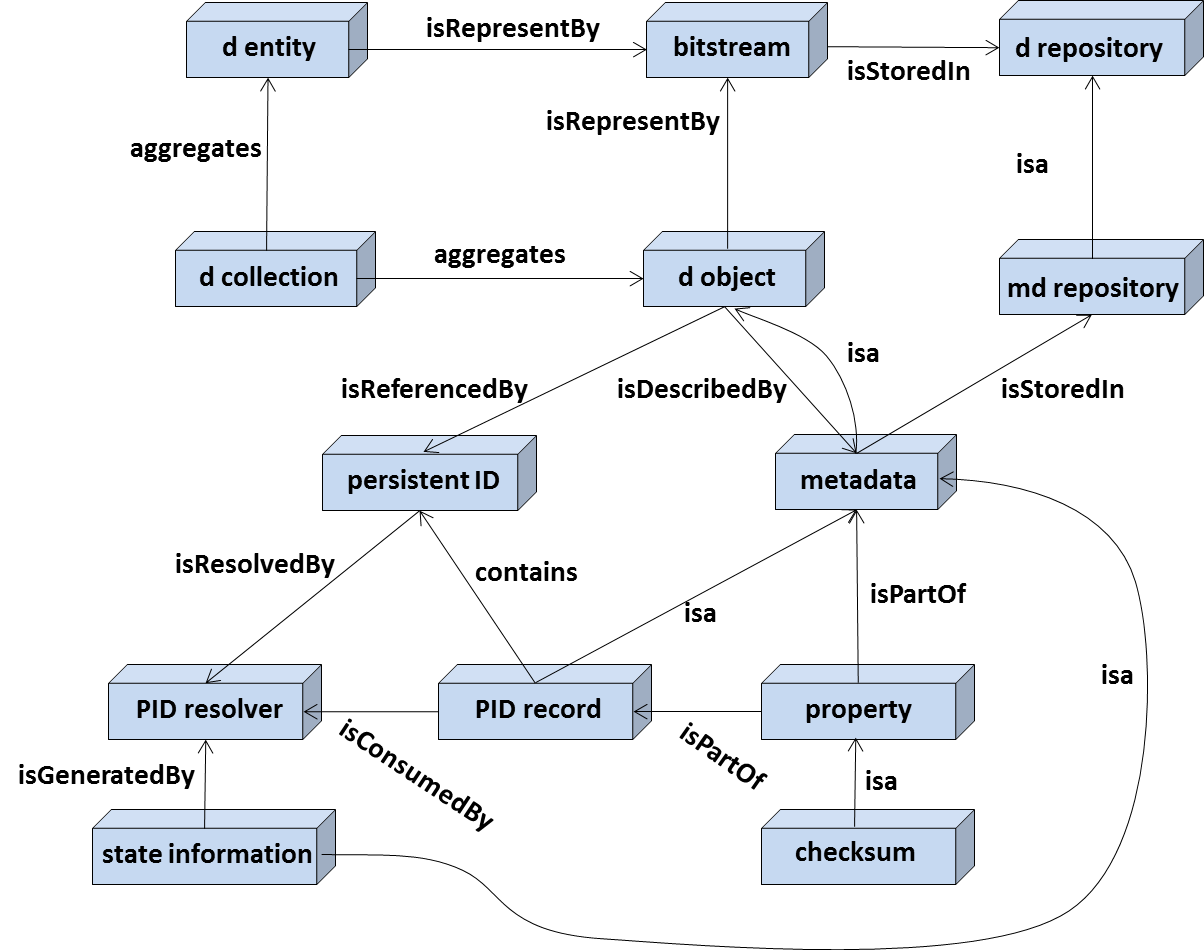 d entity
isRepresentBy
bitstream
isStoredIn
d repository
aggregates
isRepresentBy
isa
d collection
aggregates
d object
md repository
isReferencedBy
isDescribedBy
isa
isStoredIn
persistent ID
metadata
isResolvedBy
contains
isa
isPartOf
isa
PID resolver
isConsumedBy
PID record
isPartOf
property
isGeneratedBy
isa
state information
checksum